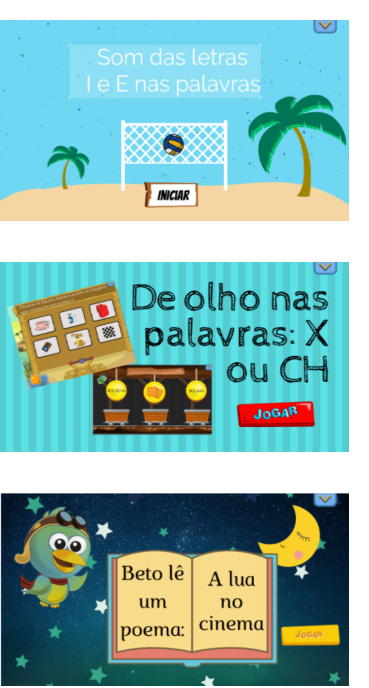 Som das letras
I e E nas palavras
INICIAR
De olho nas
palavras: X
ou CH
JOGAR
Beto lê
um
poema:
A lua
no
cinema
JOGAR